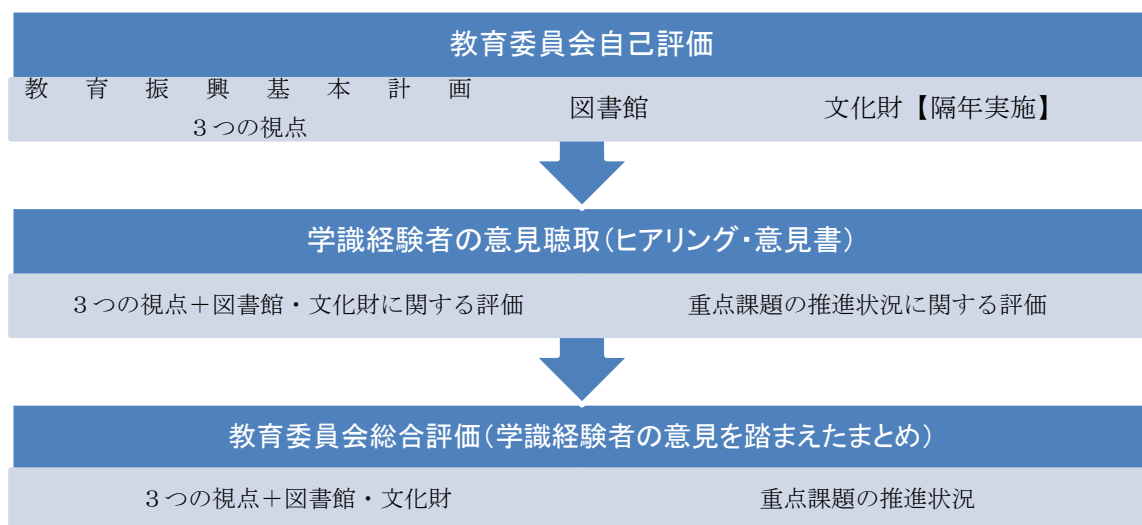 教育委員会自己評価
教育振興基本計画
３つの視点
図書館
文化財【隔年実施】
学識経験者の意見聴取（ヒアリング・意見書）
３つの視点＋図書館・文化財に関する評価
重点課題の推進状況に関する評価
教育委員会総合評価（学識経験者の意見を踏まえたまとめ）
３つの視点＋図書館・文化財
重点課題の推進状況